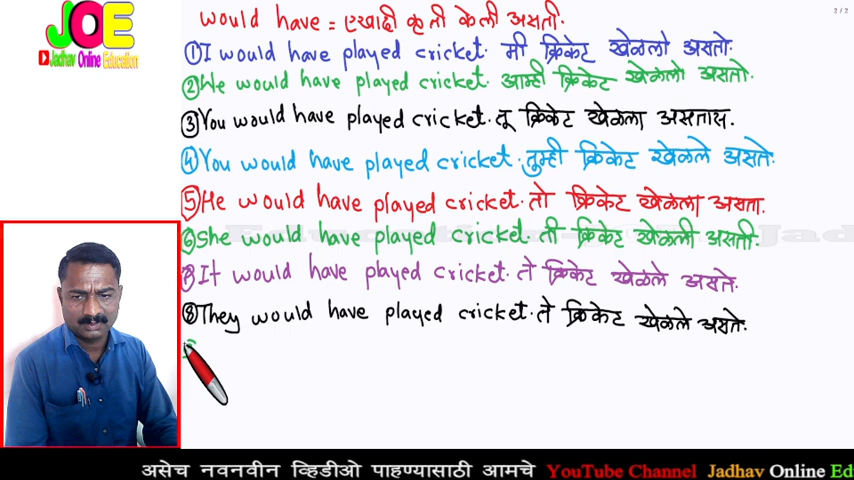 2 / 2
JOE
Jadhav Online Education
would have = एखादी कृती केली असती.
① I would have played cricket. मी क्रिकेट खेळलो असतो.
② We would have played cricket. आम्ही क्रिकेट खेळलो असतो.
③ You would have played cricket. तू क्रिकेट खेळला असतास.
④ You would have played cricket. तुम्ही क्रिकेट खेळले असते.
⑤ He would have played cricket. तो क्रिकेट खेळला असता.
⑥ She would have played cricket. ती क्रिकेट खेळली असती.
⑦ It would have played cricket. ते क्रिकेट खेळले असते.
⑧ They would have played cricket. ते क्रिकेट खेळले असते.
असेच नवनवीन व्हिडीओ पाहण्यासाठी आमचे YouTube Channel Jadhav Online Ed